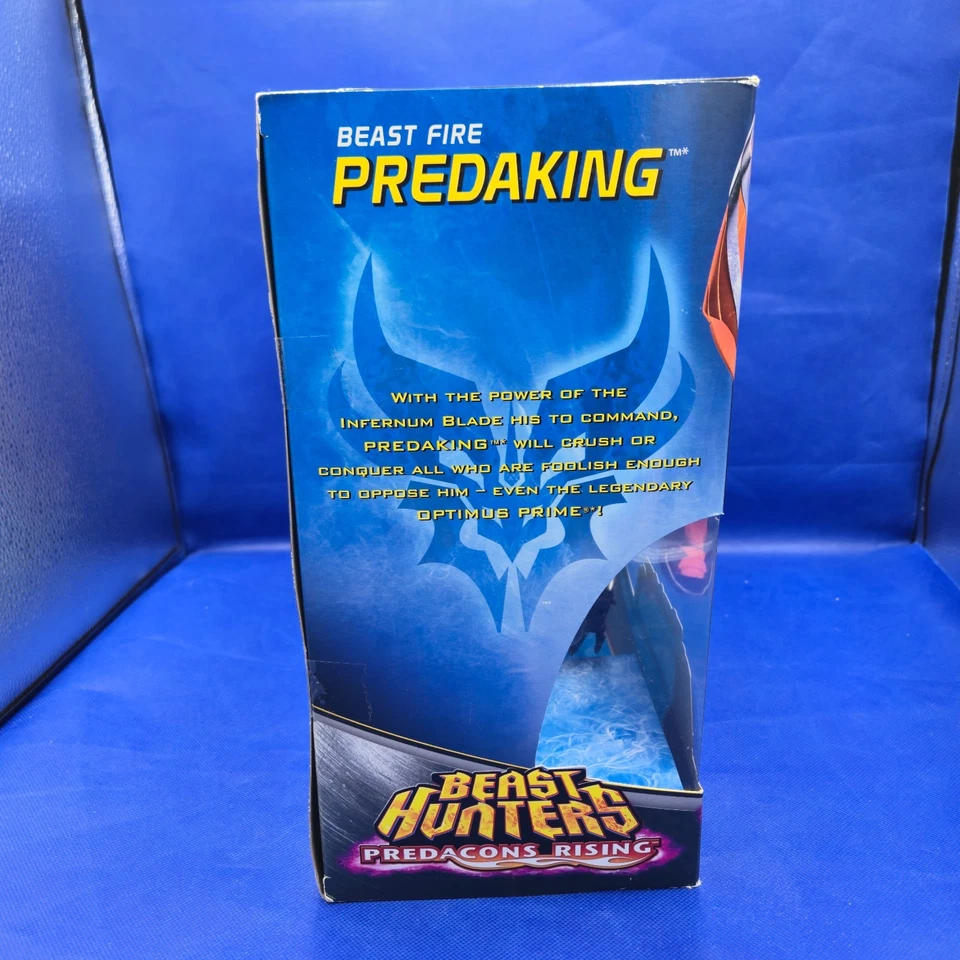 BEAST FIRE
PREDAKING™*
WITH THE POWER OF THE
INFERNUM BLADE HIS TO COMMAND,
PREDAKING™* WILL CRUSH OR
CONQUER ALL WHO ARE FOOLISH ENOUGH
TO OPPOSE HIM – EVEN THE LEGENDARY
OPTIMUS PRIME®*!
™
BEAST
HUNTERS
PREDACONS RISING